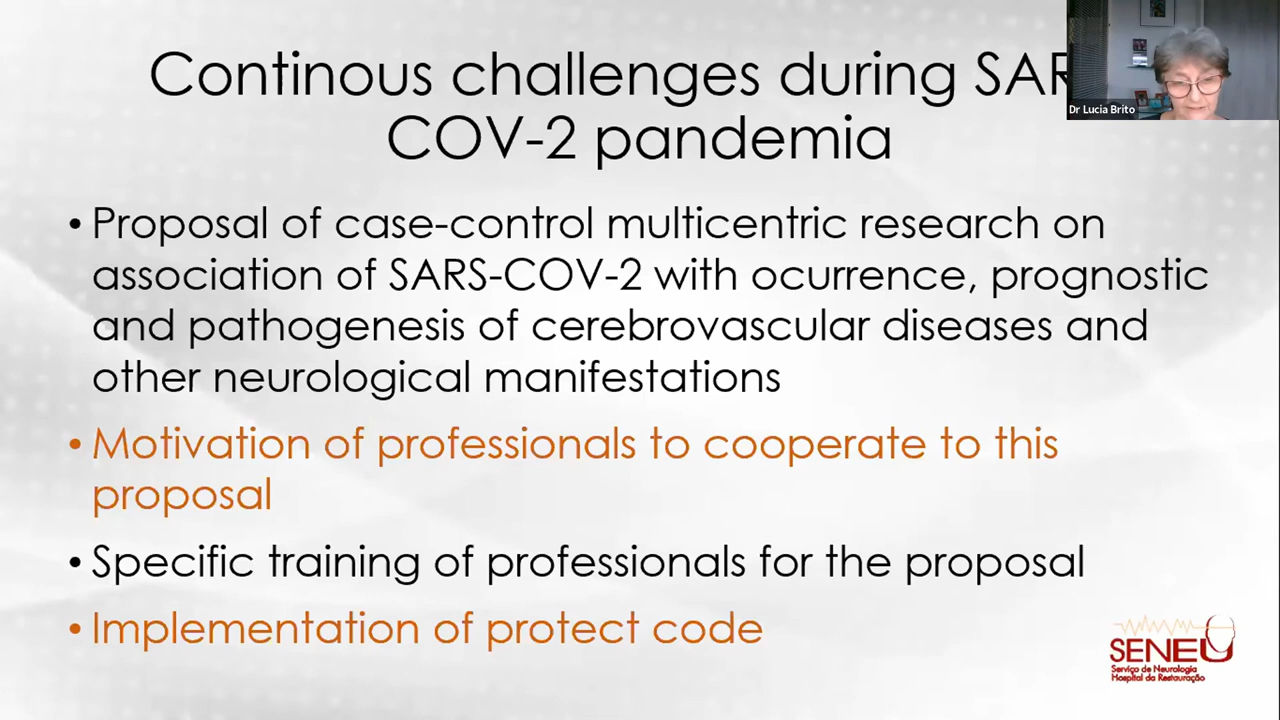 Continous challenges during SAR
COV-2 pandemia
Dr Lucia Brito
• Proposal of case-control multicentric research on
association of SARS-COV-2 with ocurrence, prognostic
and pathogenesis of cerebrovascular diseases and
other neurological manifestations
• Motivation of professionals to cooperate to this
proposal
• Specific training of professionals for the proposal
• Implementation of protect code
SENEU
Serviço de Neurologia
Hospital da Restauração